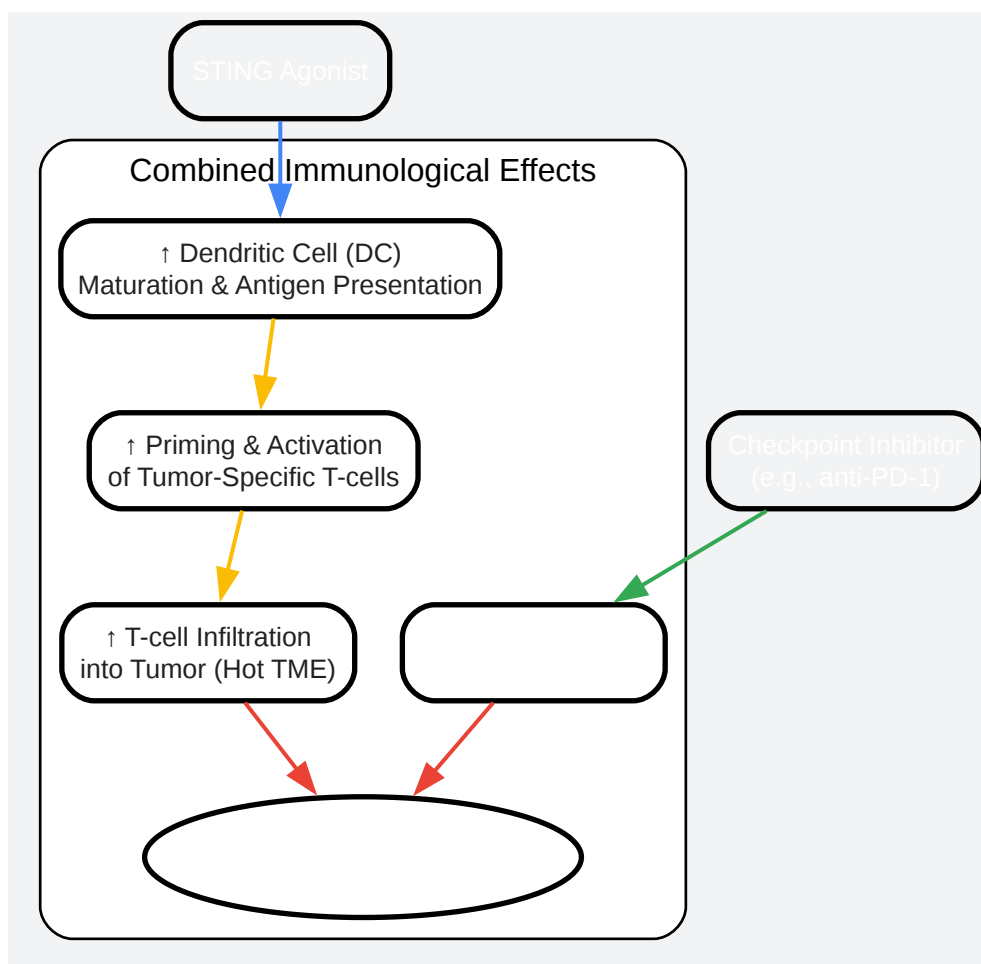 STING Agonist
Combined Immunological Effects
↑ Dendritic Cell (DC)
Maturation & Antigen Presentation
↑ Priming & Activation
of Tumor-Specific T-cells
Checkpoint Inhibitor
(e.g., anti-PD-1)
↑ T-cell Infiltration
into Tumor (Hot TME)